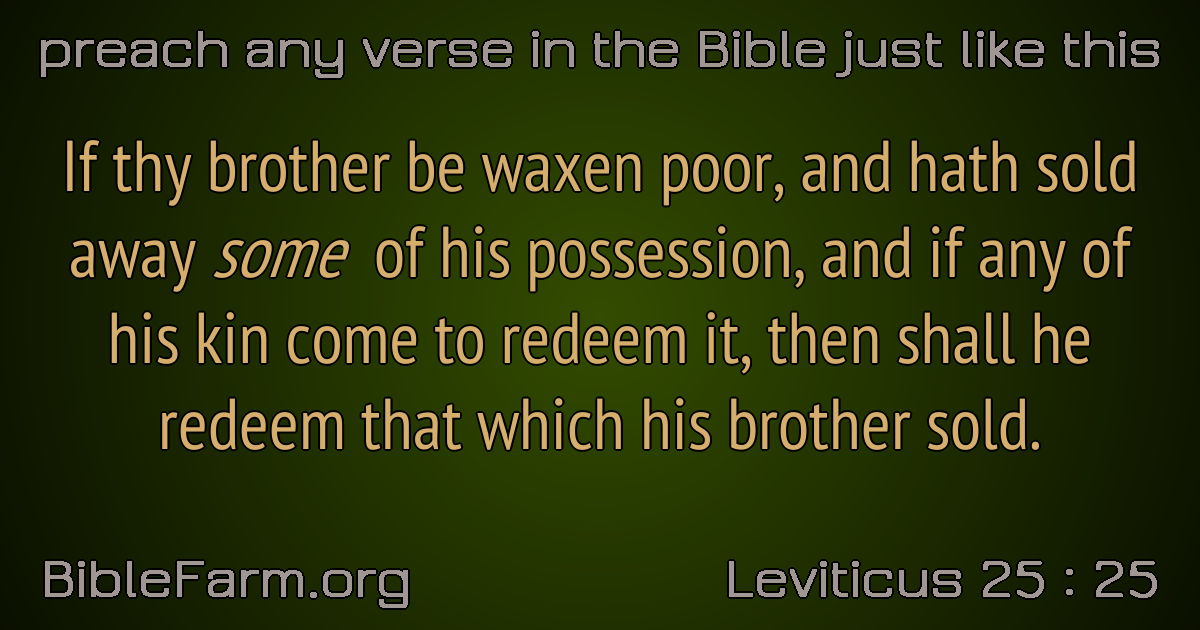 preach any verse in the Bible just like this
If thy brother be waxen poor, and hath sold
away some of his possession, and if any of
his kin come to redeem it, then shall he
redeem that which his brother sold.
BibleFarm.org
Leviticus 25 : 25